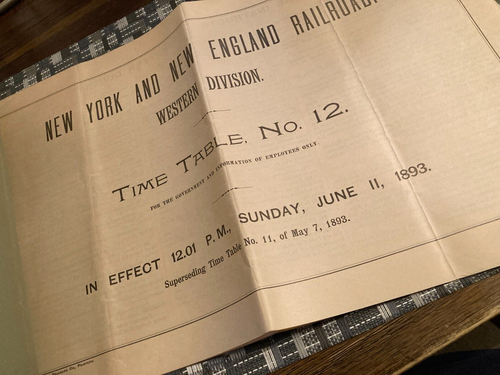 NEW YORK AND NEW ENGLAND RAILROAD.
WESTERN DIVISION.
TIME TABLE, No. 12.
FOR THE GOVERNMENT AND INFORMATION OF EMPLOYEES ONLY.
IN EFFECT 12.01 P.M., SUNDAY, JUNE 11, 1893.
Superseding Time Table No. 11, of May 7, 1893.